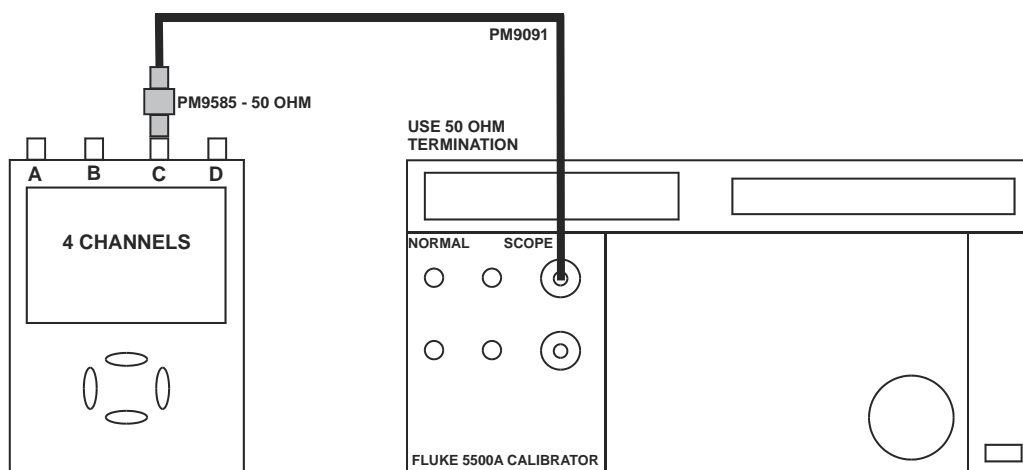 PM9091
PM9585 - 50 OHM
USE 50 OHM
TERMINATION
A B C D
4 CHANNELS
NORMAL SCOPE
FLUKE 5500A CALIBRATOR